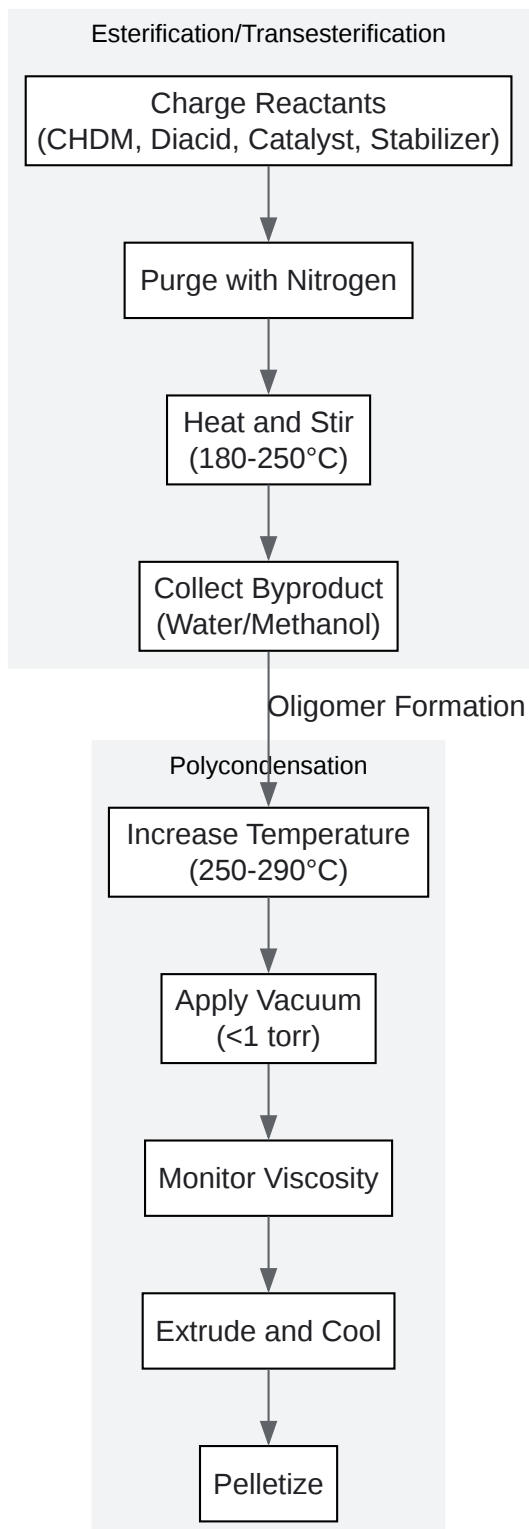 Esterification/Transesterification
Charge Reactants
(CHDM, Diacid, Catalyst, Stabilizer)
Purge with Nitrogen
Heat and Stir
(180-250°C)
Collect Byproduct
(Water/Methanol)
Oligomer Formation
Polycondensation
Increase Temperature
(250-290°C)
Apply Vacuum
(<1 torr)
Monitor Viscosity
Extrude and Cool
Pelletize